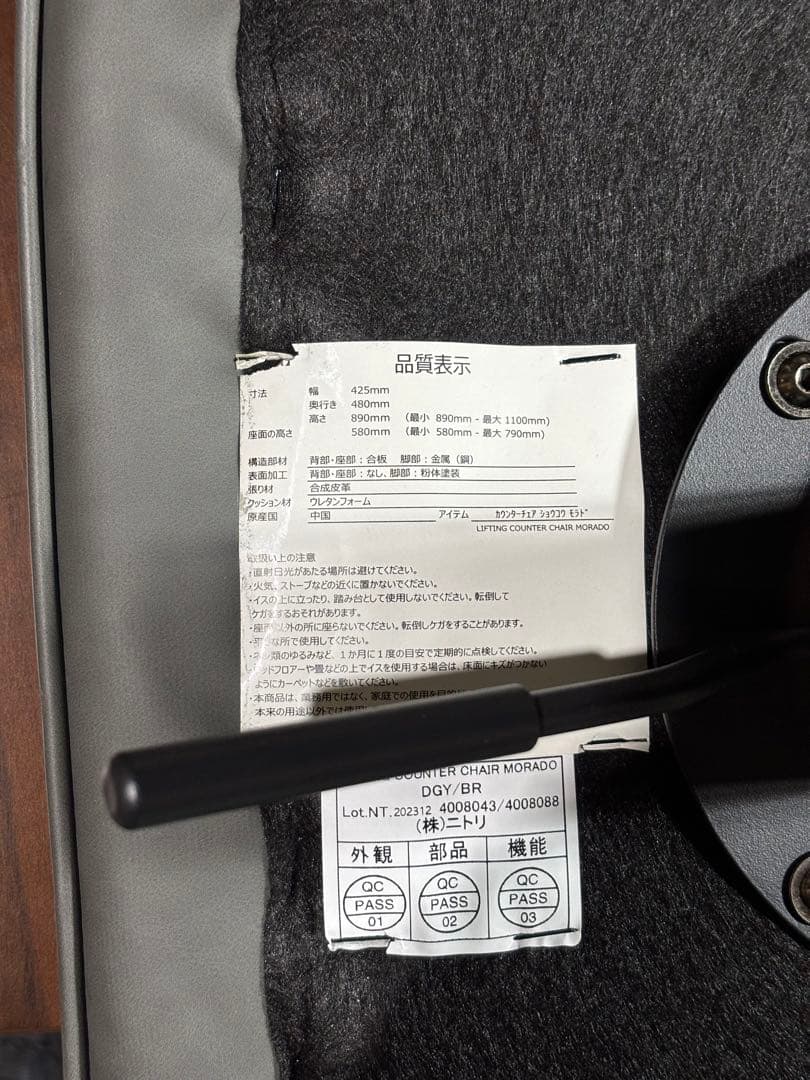 品質表示
寸法 幅 425mm
奥行き 480mm
高さ 890mm (最小 890mm - 最大 1100mm)
座面の高さ 580mm (最小 580mm - 最大 790mm)
構造部材 背部・座部：合板 脚部：金属（鋼）
表面加工 背部・座部：なし、脚部：粉体塗装
張り材 合成皮革
クッション材 ウレタンフォーム
原産国 中国 アイテム ｶｳﾝﾀｰﾁｪｱ ｼｮｳｺｳ ﾓﾗﾄﾞ
LIFTING COUNTER CHAIR MORADO
取扱い上の注意
・直射日光があたる場所は避けてください。
・火気、ストーブなどの近くに置かないでください。
・イスの上に立ったり、踏み台として使用しないでください。転倒して
ケガをするおそれがあります。
・座面以外の所に座らないでください。転倒しケガをすることがあります。
・平らな所で使用してください。
・ネジ類のゆるみなど、1か月に1度の目安で定期的に点検してください。
ッドフロアーや畳などの上でイスを使用する場合は、床面にキズがつかない
ようにカーペットなどを敷いてください。
・本商品は、業務用ではなく、家庭での使用を目的
本来の用途以外では使用
COUNTER CHAIR MORADO
DGY/BR
Lot.NT.202312 4008043/4008088
(株)ニトリ
外観 部品 機能
QC QC QC
PASS PASS PASS
01 02 03